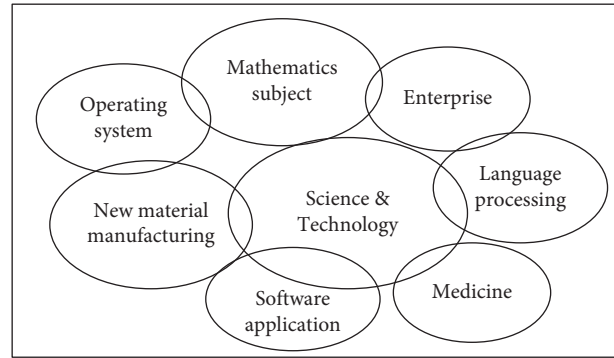 Mathematics
subject
Operating
system
Enterprise
Language
processing
Science &
Technology
New material
manufacturing
Software
application
Medicine